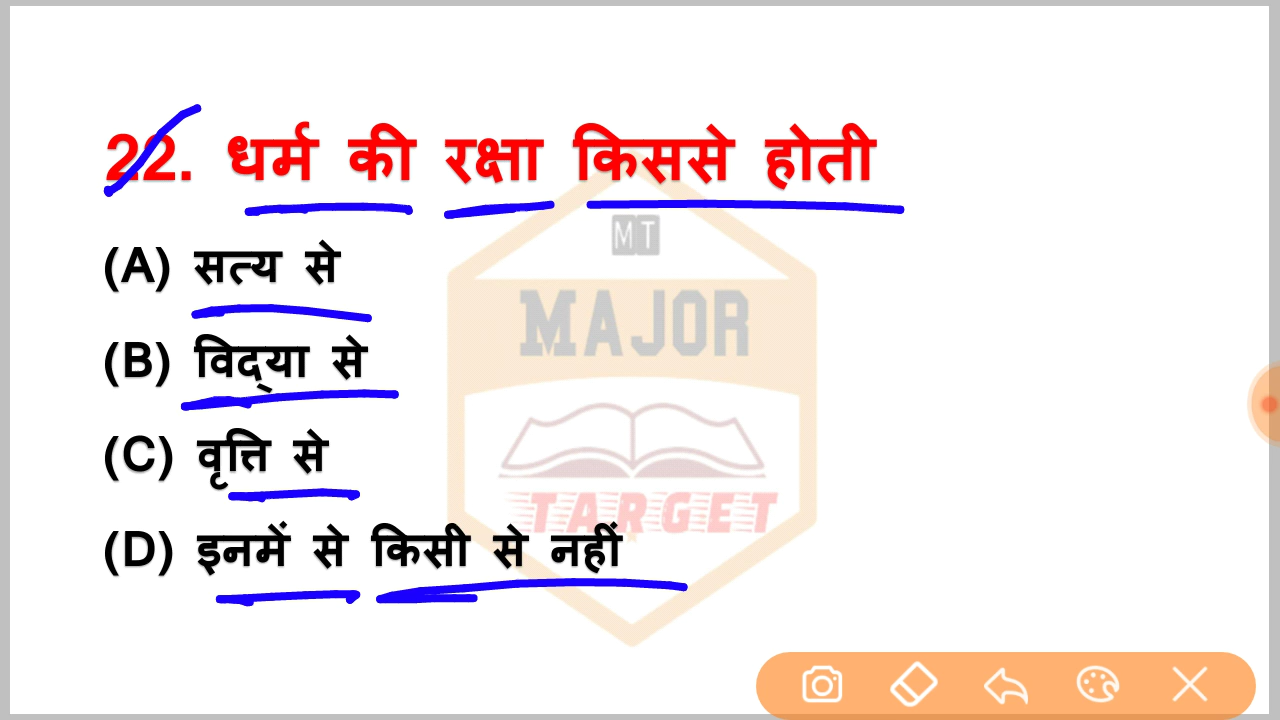 22. धर्म की रक्षा किससे होती
(A) सत्य से
(B) विद्या से
(C) वृत्ति से
(D) इनमें से किसी से नहीं
MT
MAJOR
TARGET